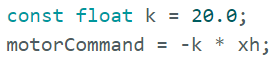 const float k = 20.0;
motorCommand = -k * xh;